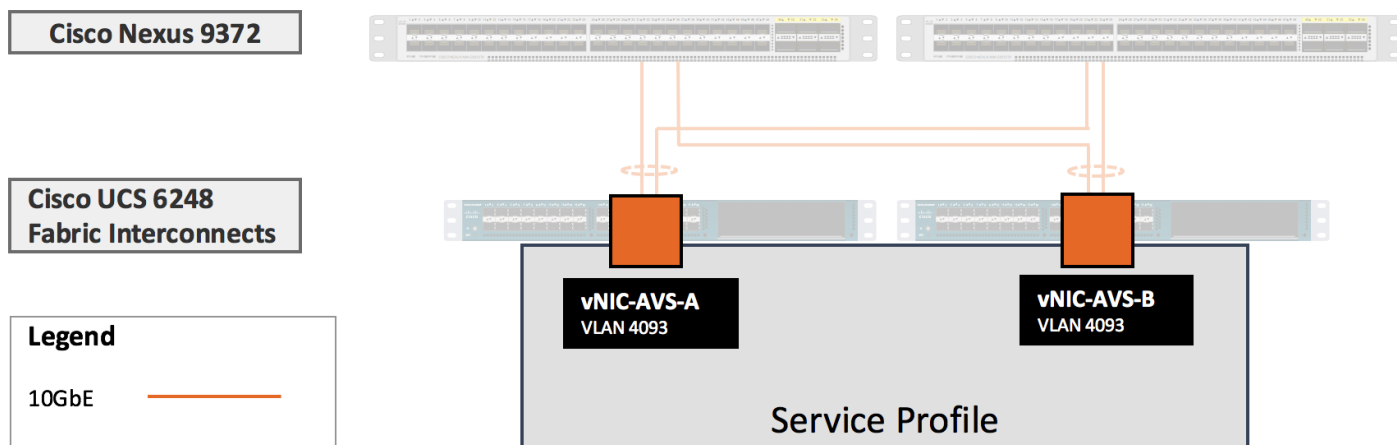 Cisco Nexus 9372
Cisco UCS 6248
Fabric Interconnects
vNIC-AVS-A
VLAN 4093
vNIC-AVS-B
VLAN 4093
Legend
10GbE
Service Profile